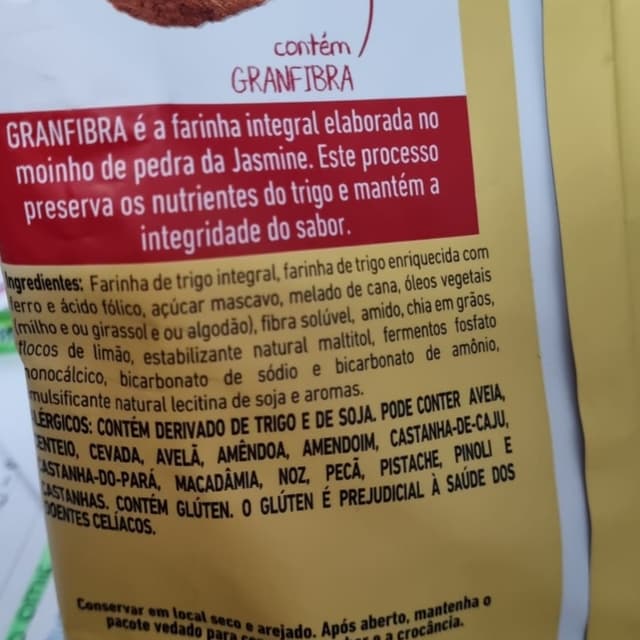 contém
GRANFIBRA
GRANFIBRA é a farinha integral elaborada no
moinho de pedra da Jasmine. Este processo
preserva os nutrientes do trigo e mantém a
integridade do sabor.
ngredientes: Farinha de trigo integral, farinha de trigo enriquecida com
ferro e ácido fólico, açúcar mascavo, melado de cana, óleos vegetais
(milho e ou girassol e ou algodão), fibra solúvel, amido, chia em grãos,
flocos de limão, estabilizante natural maltitol, fermentos fosfato
monocálcico, bicarbonato de sódio e bicarbonato de amônio,
emulsificante natural lecitina de soja e aromas.
LÉRGICOS: CONTÉM DERIVADO DE TRIGO E DE SOJA. PODE CONTER AVEIA,
ENTEIO, CEVADA, AVELÃ, AMÊNDOA, AMENDOIM, CASTANHA-DE-CAJU,
CASTANHA-DO-PARÁ, MACADÂMIA, NOZ, PECÃ, PISTACHE, PINOLI E
CASTANHAS. CONTÉM GLÚTEN. O GLÚTEN É PREJUDICIAL À SAÚDE DOS
DOENTES CELÍACOS.
Conservar em local seco e arejado. Após aberto, mantenha o
pacote vedado para a crocância.